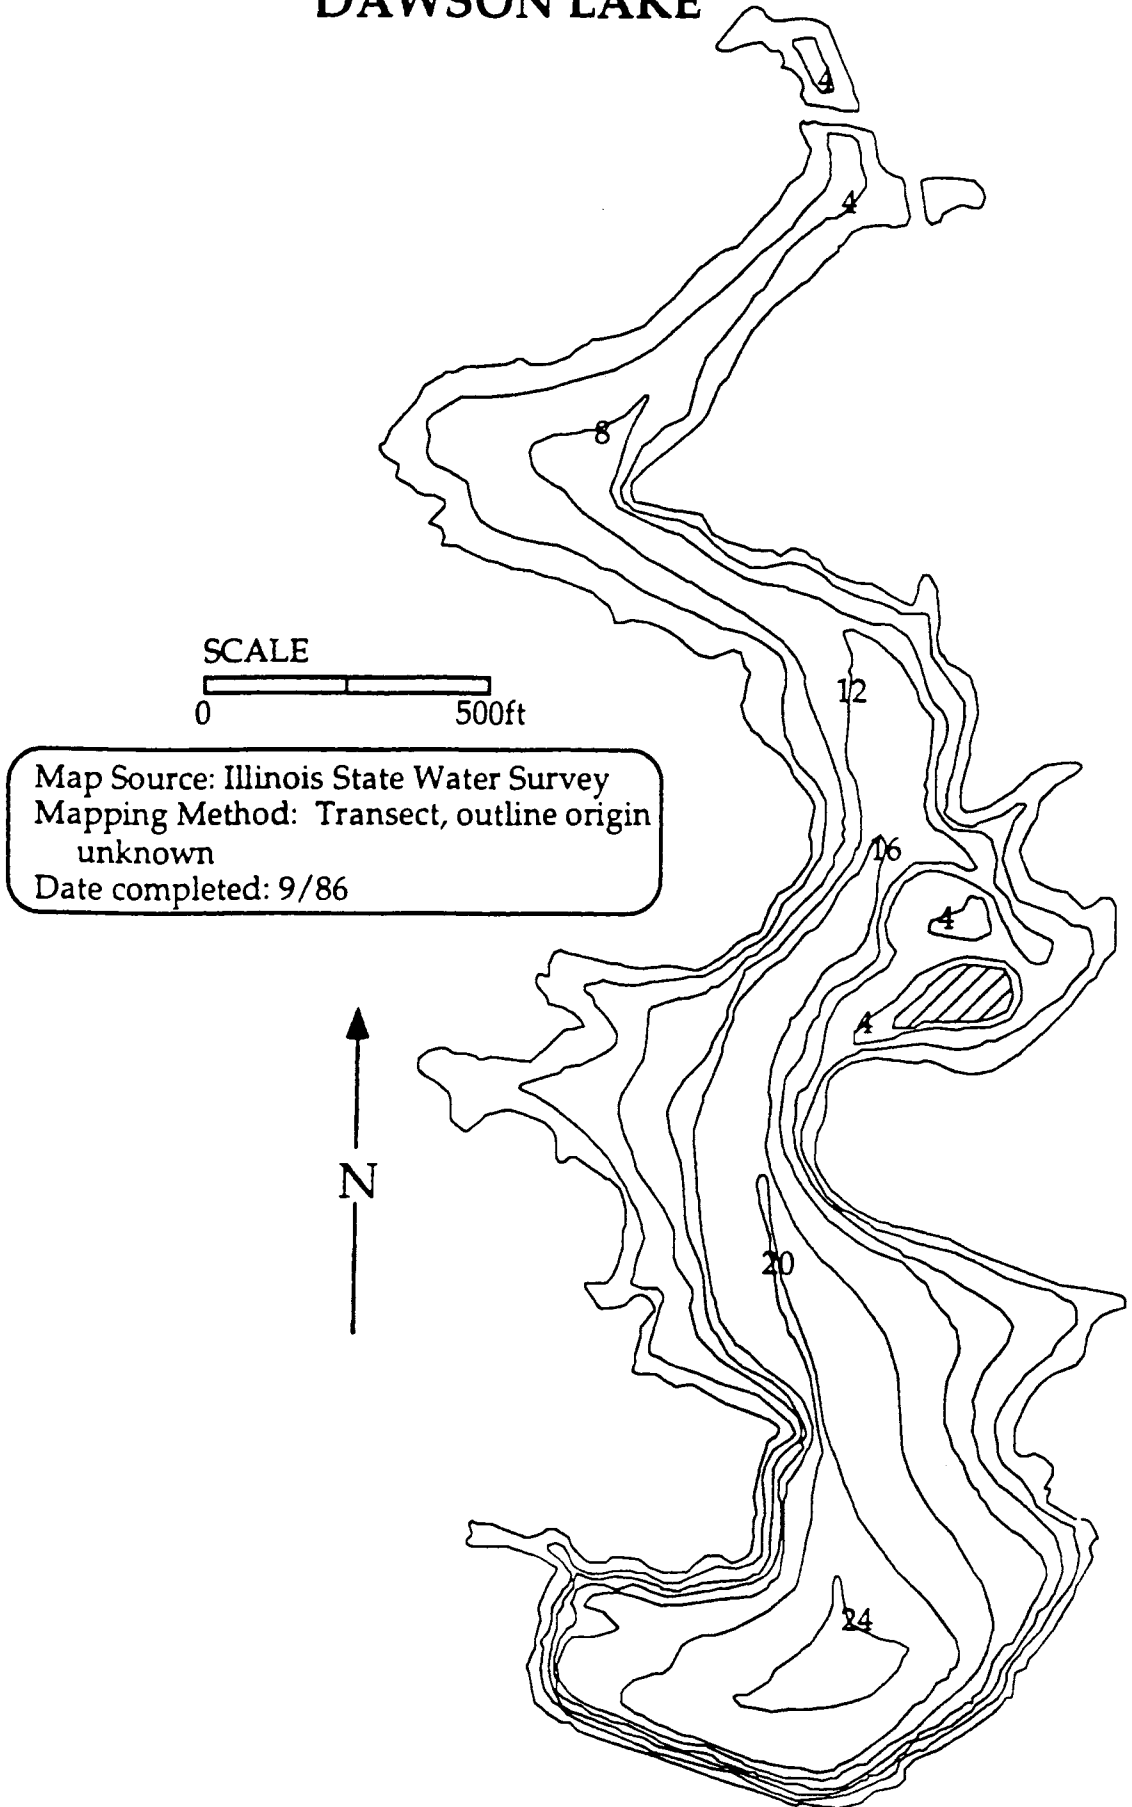 DAWSON LAKE
4
4
8
SCALE
0 500ft
12
Map Source: Illinois State Water Survey
Mapping Method: Transect, outline origin
unknown
Date completed: 9/86
16
4
4
N
20
24